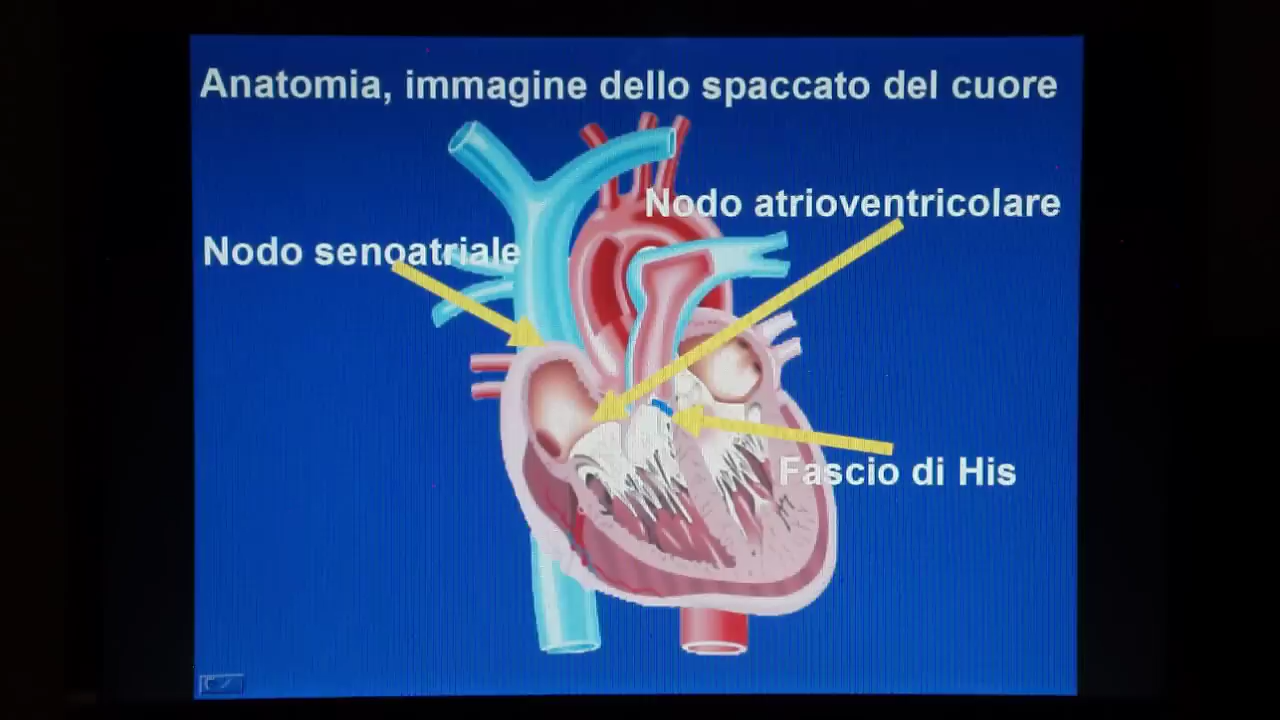 Anatomia, immagine dello spaccato del cuore
Nodo atrioventricolare
Nodo senoatriale
Fascio di His